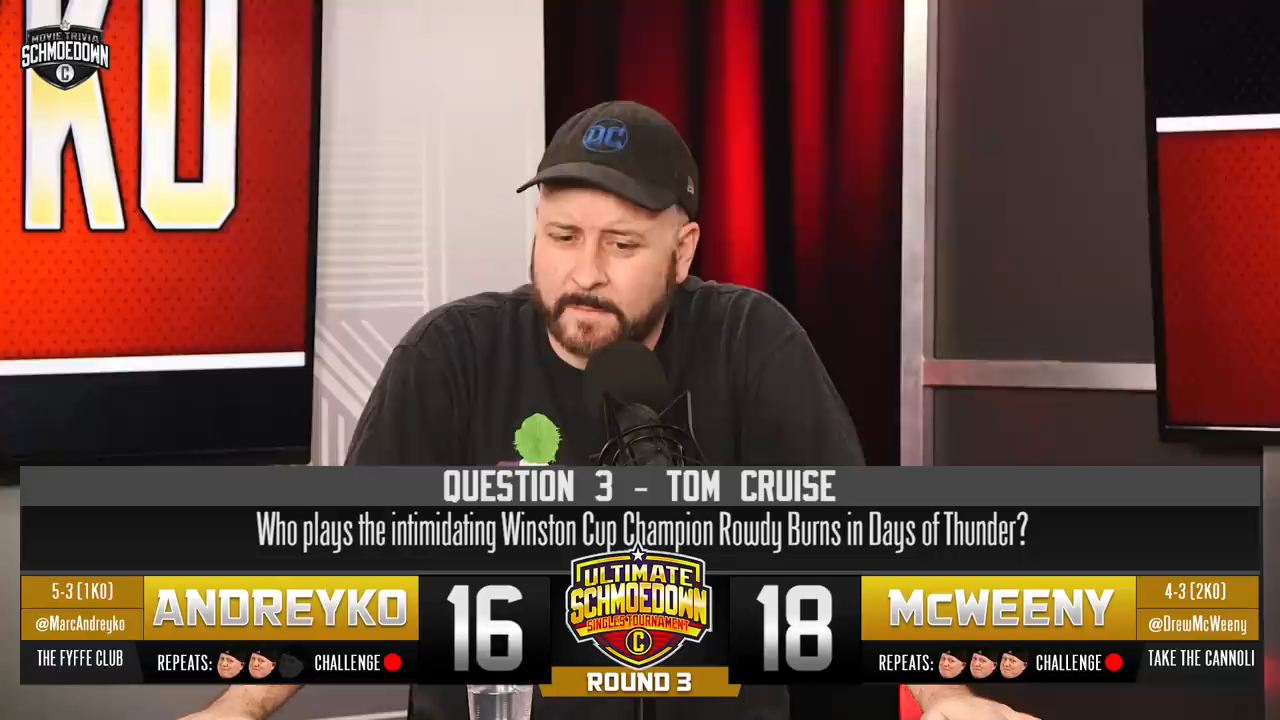 MOVIE TRIVIA
SCHMOEDOWN
C
KO
DC
QUESTION 3 - TOM CRUISE
Who plays the intimidating Winston Cup Champion Rowdy Burns in Days of Thunder?
5-3 (1KO)
@MarcAndreyko
THE FYFFE CLUB
ANDREYKO
REPEATS:
CHALLENGE
16
ULTIMATE
SCHMOEDOWN
SINGLES TOURNAMENT
C
ROUND 3
18
McWEENY
REPEATS:
CHALLENGE
4-3 (2KO)
@DrewMcWeeny
TAKE THE CANNOLI